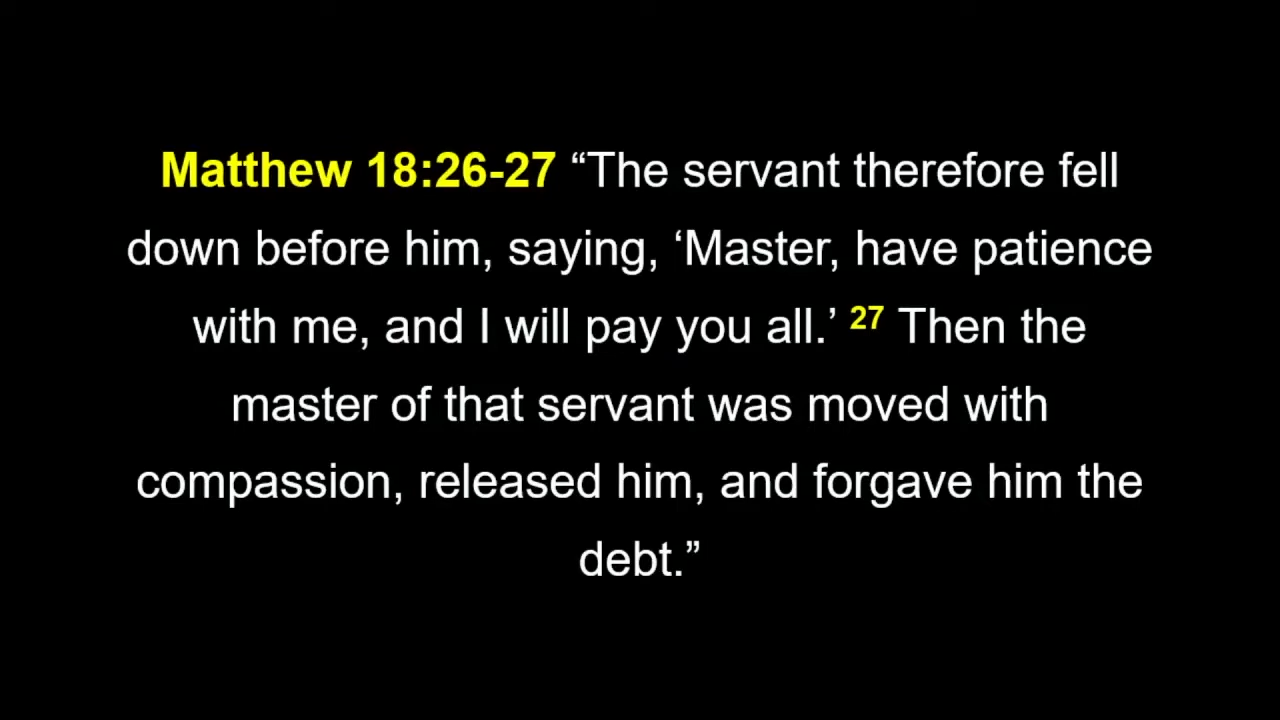 Matthew 18:26-27 “The servant therefore fell
down before him, saying, ‘Master, have patience
with me, and I will pay you all.’ 27 Then the
master of that servant was moved with
compassion, released him, and forgave him the
debt.”